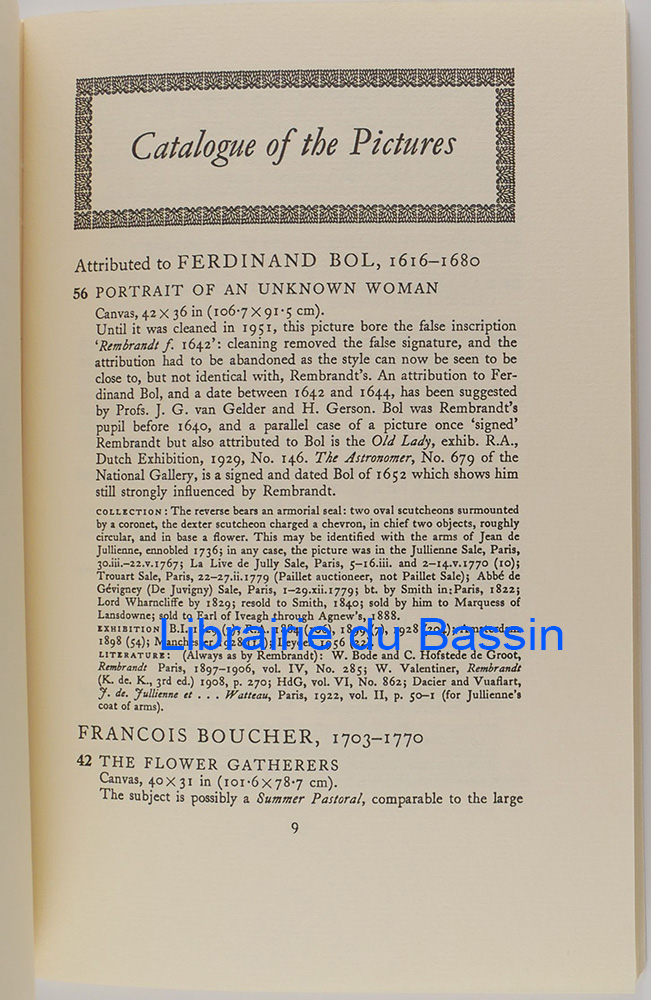 Catalogue of the Pictures
Attributed to FERDINAND BOL, 1616–1680
56 PORTRAIT OF AN UNKNOWN WOMAN
Canvas, 42 × 36 in (106·7 × 91·5 cm).
Until it was cleaned in 1951, this picture bore the false inscription
‘Rembrandt f. 1642’: cleaning removed the false signature, and the
attribution had to be abandoned as the style can now be seen to be
close to, but not identical with, Rembrandt’s. An attribution to Fer-
dinand Bol, and a date between 1642 and 1644, has been suggested
by Profs. J. G. van Gelder and H. Gerson. Bol was Rembrandt’s
pupil before 1640, and a parallel case of a picture once ‘signed’
Rembrandt but also attributed to Bol is the Old Lady, exhib. R.A.,
Dutch Exhibition, 1929, No. 146. The Astronomer, No. 679 of the
National Gallery, is a signed and dated Bol of 1652 which shows him
still strongly influenced by Rembrandt.
COLLECTION: The reverse bears an armorial seal: two oval scutcheons surmounted
by a coronet, the dexter scutcheon charged a chevron, in chief two objects, roughly
circular, and in base a flower. This may be identified with the arms of Jean de
Jullienne, ennobled 1736; in any case, the picture was in the Jullienne Sale, Paris,
30.iii.–22.v.1767; La Live de Jully Sale, Paris, 5–16.iii. and 2–14.v.1770 (10);
Trouart Sale, Paris, 22–27.ii.1779 (Paillet auctioneer, not Paillet Sale); Abbé de
Gévigney (De Juvigny) Sale, Paris, 1–29.xii.1779; bt. by Smith in: Paris, 1822;
Lord Wharncliffe by 1829; resold to Smith, 1840; sold by him to Marquess of
Lansdowne; sold to Earl of Iveagh through Agnew’s, 1888.
EXHIBITION: B.I.
1898 (54); Manchester 1928
Librairie du Bassin
LITERATURE: (Always as by Rembrandt): W. Bode and C. Hofstede de Groot,
Rembrandt Paris, 1897–1906, vol. IV, No. 285; W. Valentiner, Rembrandt
(K. de. K., 3rd ed.) 1908, p. 270; HdG, vol. VI, No. 862; Dacier and Vuaflart,
J. de. Jullienne et . . . Watteau, Paris, 1922, vol. II, p. 50–1 (for Jullienne’s
coat of arms).
FRANCOIS BOUCHER, 1703–1770
42 THE FLOWER GATHERERS
Canvas, 40 × 31 in (101·6 × 78·7 cm).
The subject is possibly a Summer Pastoral, comparable to the large
9